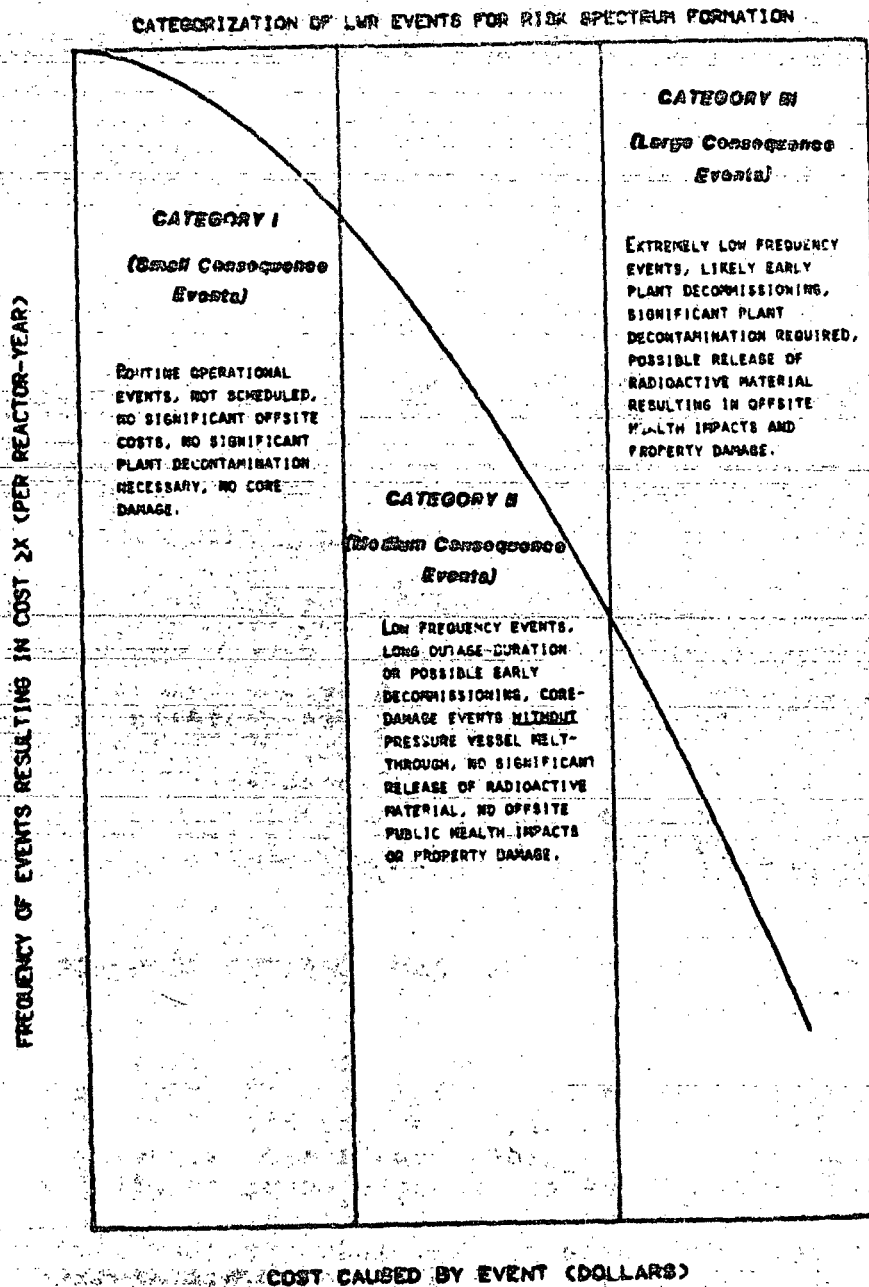 CATEGORIZATION OF LWR EVENTS FOR RISK SPECTRUM FORMATION
CATEGORY I
(Small Consequence
Events)
ROUTINE OPERATIONAL
EVENTS, NOT SCHEDULED,
NO SIGNIFICANT OFFSITE
COSTS, NO SIGNIFICANT
PLANT DECONTAMINATION
NECESSARY, NO CORE
DAMAGE.
CATEGORY II
(Medium Consequence
Events)
LOW FREQUENCY EVENTS,
LONG OUTAGE-DURATION
OR POSSIBLE EARLY
DECOMMISSIONING, CORE-
DAMAGE EVENTS WITHOUT
PRESSURE VESSEL MELT-
THROUGH, NO SIGNIFICANT
RELEASE OF RADIOACTIVE
MATERIAL, NO OFFSITE
PUBLIC HEALTH IMPACTS
OR PROPERTY DAMAGE.
CATEGORY III
(Large Consequence
Events)
EXTREMELY LOW FREQUENCY
EVENTS, LIKELY EARLY
PLANT DECOMMISSIONING,
SIGNIFICANT PLANT
DECONTAMINATION REQUIRED,
POSSIBLE RELEASE OF
RADIOACTIVE MATERIAL
RESULTING IN OFFSITE
HEALTH IMPACTS AND
PROPERTY DAMAGE.
FREQUENCY OF EVENTS RESULTING IN COST ≥X (PER REACTOR-YEAR)
COST CAUSED BY EVENT (DOLLARS)